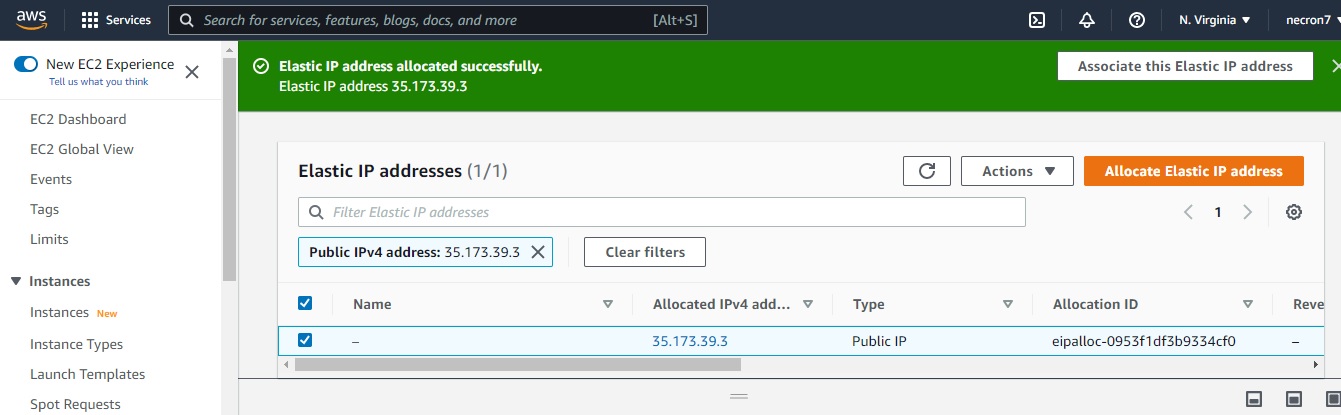 aws Services Search for services, features, blogs, docs, and more [Alt+S] N. Virginia necron7
New EC2 Experience
Tell us what you think
EC2 Dashboard
EC2 Global View
Events
Tags
Limits
Instances
Instances New
Instance Types
Launch Templates
Spot Requests
Elastic IP address allocated successfully.
Elastic IP address 35.173.39.3
Associate this Elastic IP address
Elastic IP addresses (1/1)
Actions
Allocate Elastic IP address
Filter Elastic IP addresses
1
Public IPv4 address: 35.173.39.3
Clear filters
Name Allocated IPv4 add... Type Allocation ID Reve
– 35.173.39.3 Public IP eipalloc-0953f1df3b9334cf0 –